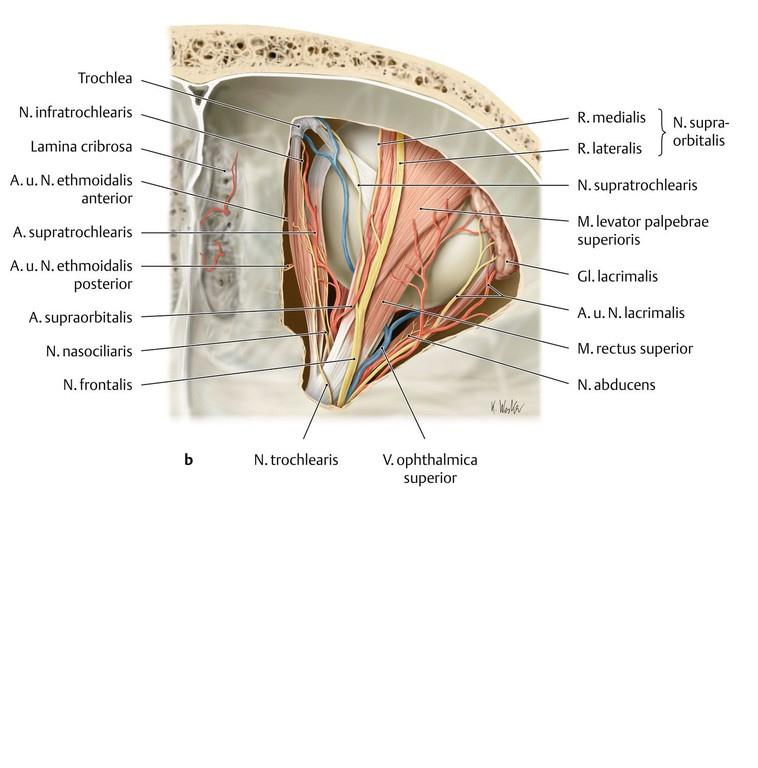 Trochlea
N. infratrochlearis
Lamina cribrosa
A. u. N. ethmoidalis
anterior
A. supratrochlearis
A. u. N. ethmoidalis
posterior
A. supraorbitalis
N. nasociliaris
N. frontalis
R. medialis
R. lateralis
N. supra-
orbitalis
N. supratrochlearis
M. levator palpebrae
superioris
Gl. lacrimalis
A. u. N. lacrimalis
M. rectus superior
N. abducens
b
N. trochlearis
V. ophthalmica
superior